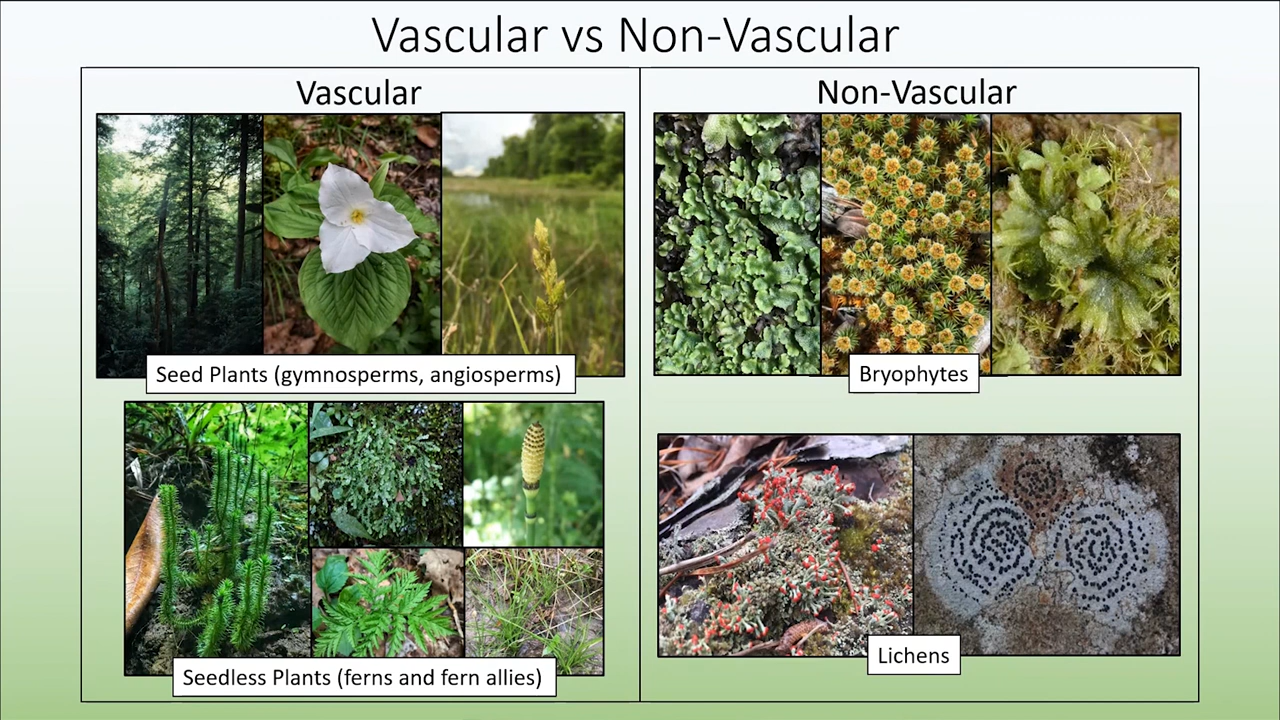 Vascular vs Non-Vascular
Vascular
Seed Plants (gymnosperms, angiosperms)
Seedless Plants (ferns and fern allies)
Non-Vascular
Bryophytes
Lichens